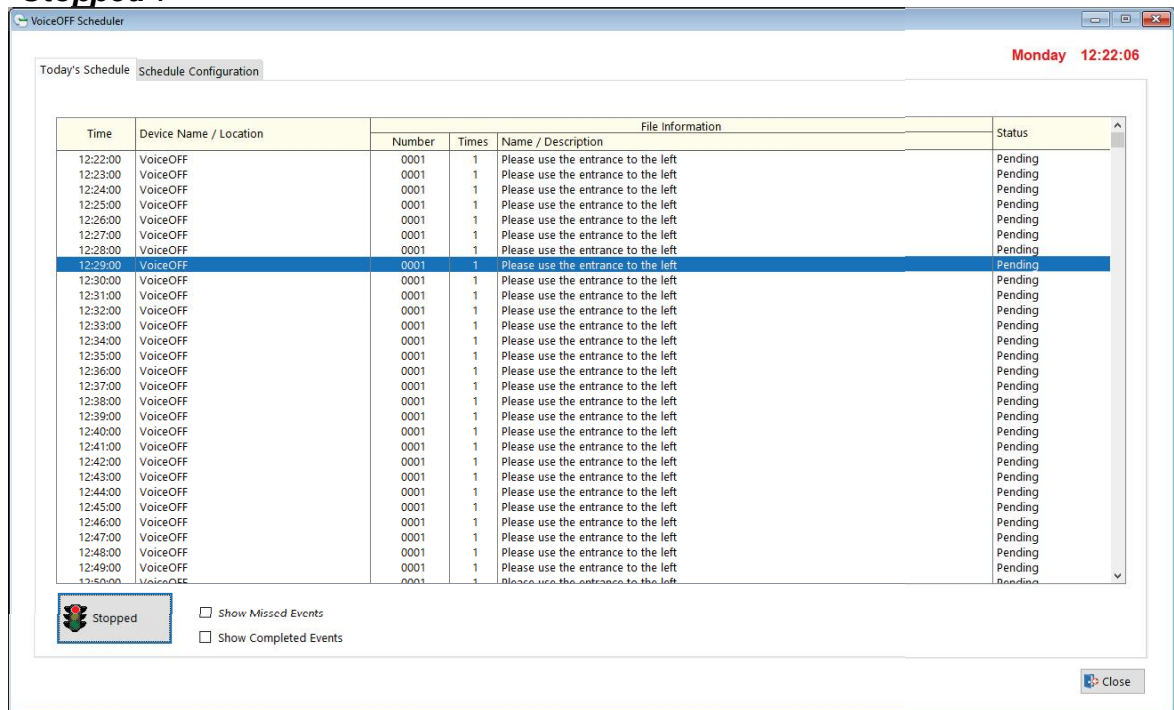 Stopped .
VoiceOFF Scheduler
Monday 12:22:06
Today's Schedule Schedule Configuration
File Information
Time Device Name / Location Status
Number Times Name / Description
12:22:00 VoiceOFF 0001 1 Please use the entrance to the left Pending
12:23:00 VoiceOFF 0001 1 Please use the entrance to the left Pending
12:24:00 VoiceOFF 0001 1 Please use the entrance to the left Pending
12:25:00 VoiceOFF 0001 1 Please use the entrance to the left Pending
12:26:00 VoiceOFF 0001 1 Please use the entrance to the left Pending
12:27:00 VoiceOFF 0001 1 Please use the entrance to the left Pending
12:28:00 VoiceOFF 0001 1 Please use the entrance to the left Pending
12:29:00 VoiceOFF 0001 1 Please use the entrance to the left Pending
12:30:00 VoiceOFF 0001 1 Please use the entrance to the left Pending
12:31:00 VoiceOFF 0001 1 Please use the entrance to the left Pending
12:32:00 VoiceOFF 0001 1 Please use the entrance to the left Pending
12:33:00 VoiceOFF 0001 1 Please use the entrance to the left Pending
12:34:00 VoiceOFF 0001 1 Please use the entrance to the left Pending
12:35:00 VoiceOFF 0001 1 Please use the entrance to the left Pending
12:36:00 VoiceOFF 0001 1 Please use the entrance to the left Pending
12:37:00 VoiceOFF 0001 1 Please use the entrance to the left Pending
12:38:00 VoiceOFF 0001 1 Please use the entrance to the left Pending
12:39:00 VoiceOFF 0001 1 Please use the entrance to the left Pending
12:40:00 VoiceOFF 0001 1 Please use the entrance to the left Pending
12:41:00 VoiceOFF 0001 1 Please use the entrance to the left Pending
12:42:00 VoiceOFF 0001 1 Please use the entrance to the left Pending
12:43:00 VoiceOFF 0001 1 Please use the entrance to the left Pending
12:44:00 VoiceOFF 0001 1 Please use the entrance to the left Pending
12:45:00 VoiceOFF 0001 1 Please use the entrance to the left Pending
12:46:00 VoiceOFF 0001 1 Please use the entrance to the left Pending
12:47:00 VoiceOFF 0001 1 Please use the entrance to the left Pending
12:48:00 VoiceOFF 0001 1 Please use the entrance to the left Pending
12:49:00 VoiceOFF 0001 1 Please use the entrance to the left Pending
12:50:00 VoiceOFF 0001 1 Please use the entrance to the left Pending
Stopped
Show Missed Events
Show Completed Events
Close